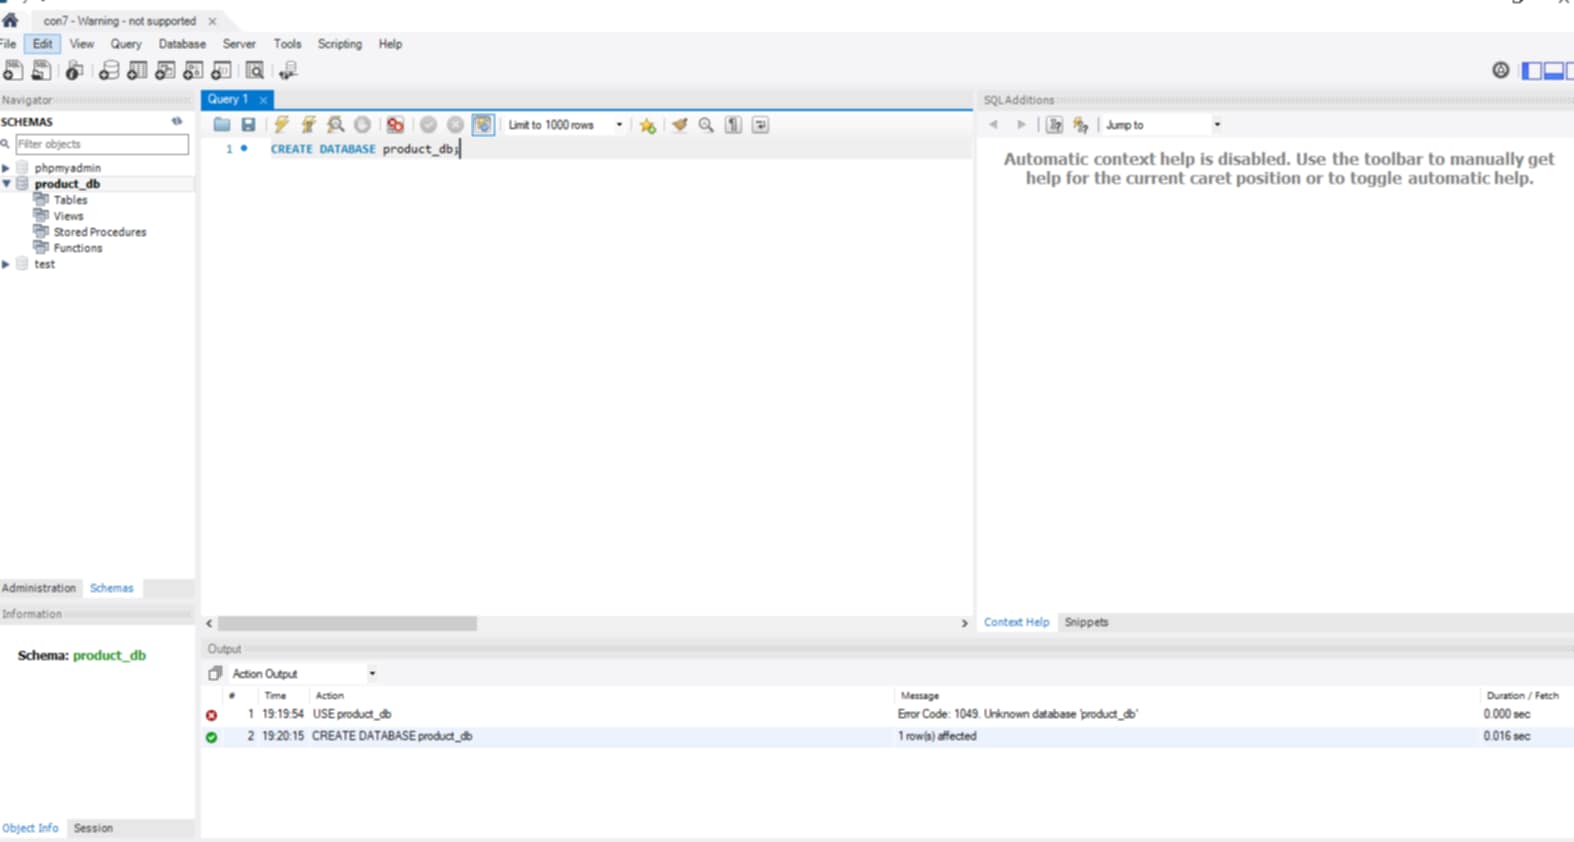 con7 - Warning - not supported
File Edit View Query Database Server Tools Scripting Help
Navigator
SCHEMAS
Filter objects
phpmyadmin
product_db
Tables
Views
Stored Procedures
Functions
test
Administration Schemas
Information
Schema: product_db
Object Info Session
Query 1
Limit to 1000 rows
1 CREATE DATABASE product_db;
SQLAdditions
Jump to
Automatic context help is disabled. Use the toolbar to manually get
help for the current caret position or to toggle automatic help.
Context Help Snippets
Output
Action Output
# Time Action Message Duration / Fetch
1 19:19:54 USE product_db Error Code: 1049. Unknown database 'product_db' 0.000 sec
2 19:20:15 CREATE DATABASE product_db 1 row(s) affected 0.016 sec